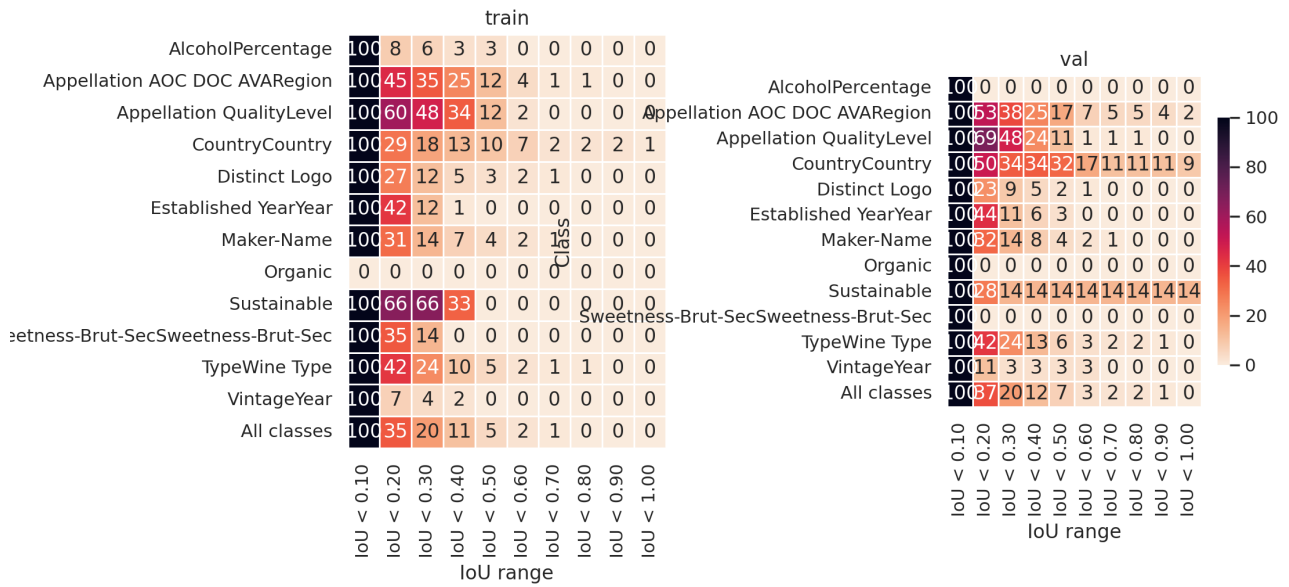 train
AlcoholPercentage 100 8 6 3 3 0 0 0 0 0
Appellation AOC DOC AVARegion 100 45 35 25 12 4 1 1 0 0
Appellation QualityLevel 100 60 48 34 12 2 0 0 0 0
CountryCountry 100 29 18 13 10 7 2 2 2 1
Distinct Logo 100 27 12 5 3 2 1 0 0 0
Established YearYear 100 42 12 1 0 0 0 0 0 0
Maker-Name 100 31 14 7 4 2 1 0 0 0
Organic 0 0 0 0 0 0 0 0 0 0
Sustainable 100 66 66 33 0 0 0 0 0 0
eetness-Brut-SecSweetness-Brut-Sec 100 35 14 0 0 0 0 0 0 0
TypeWine Type 100 42 24 10 5 2 1 1 0 0
VintageYear 100 7 4 2 0 0 0 0 0 0
All classes 100 35 20 11 5 2 1 0 0 0
IoU < 0.10 IoU < 0.20 IoU < 0.30 IoU < 0.40 IoU < 0.50 IoU < 0.60 IoU < 0.70 IoU < 0.80 IoU < 0.90 IoU < 1.00
IoU range
Class
val
AlcoholPercentage 100 0 0 0 0 0 0 0 0 0
Appellation AOC DOC AVARegion 100 53 38 25 17 7 5 5 4 2
Appellation QualityLevel 100 69 48 24 11 1 1 1 0 0
CountryCountry 100 50 34 34 32 17 11 11 11 9
Distinct Logo 100 23 9 5 2 1 0 0 0 0
Established YearYear 100 44 11 6 3 0 0 0 0 0
Maker-Name 100 32 14 8 4 2 1 0 0 0
Organic 100 0 0 0 0 0 0 0 0 0
Sustainable 100 28 14 14 14 14 14 14 14 14
Sweetness-Brut-SecSweetness-Brut-Sec 100 0 0 0 0 0 0 0 0 0
TypeWine Type 100 42 24 13 6 3 2 2 1 0
VintageYear 100 11 3 3 3 3 0 0 0 0
All classes 100 37 20 12 7 3 2 2 1 0
IoU < 0.10 IoU < 0.20 IoU < 0.30 IoU < 0.40 IoU < 0.50 IoU < 0.60 IoU < 0.70 IoU < 0.80 IoU < 0.90 IoU < 1.00
IoU range
100
80
60
40
20
0